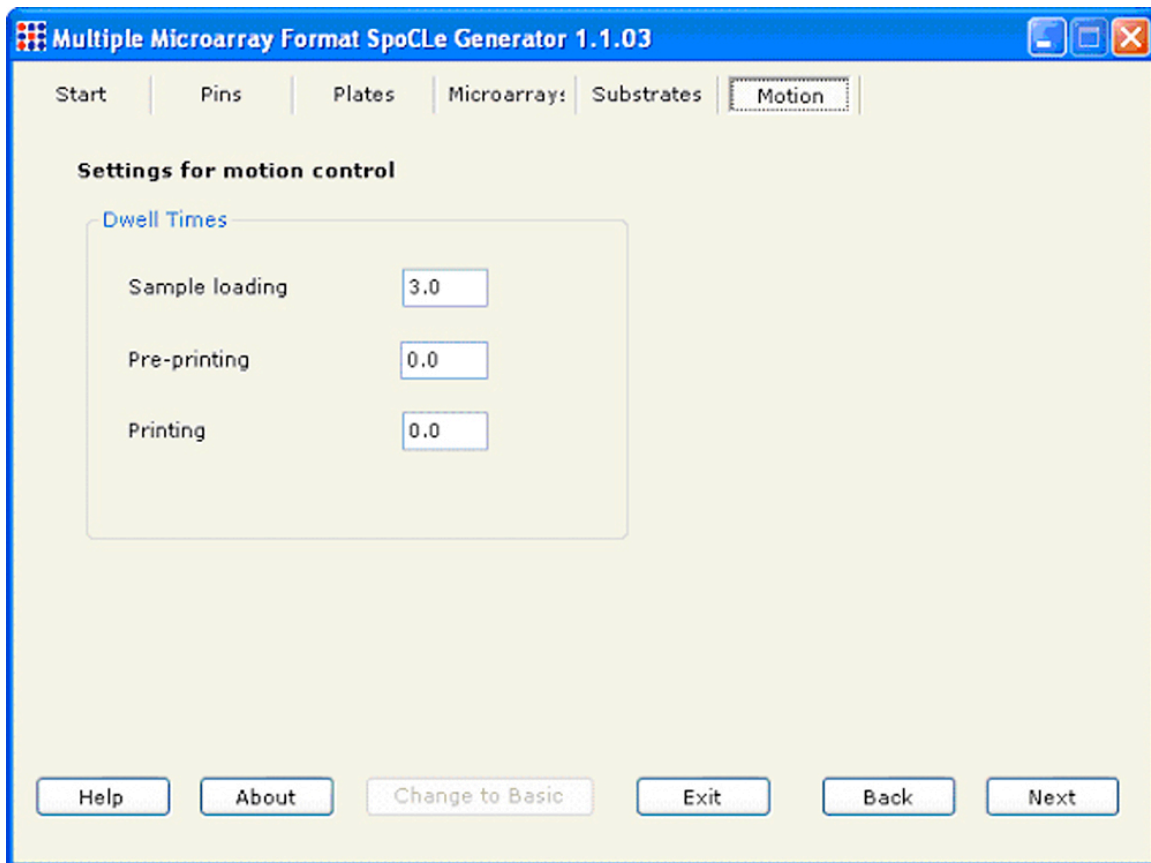 Multiple Microarray Format SpoCLe Generator 1.1.03
Start Pins Plates Microarrays Substrates Motion
Settings for motion control
Dwell Times
Sample loading 3.0
Pre-printing 0.0
Printing 0.0
Help About Change to Basic Exit Back Next